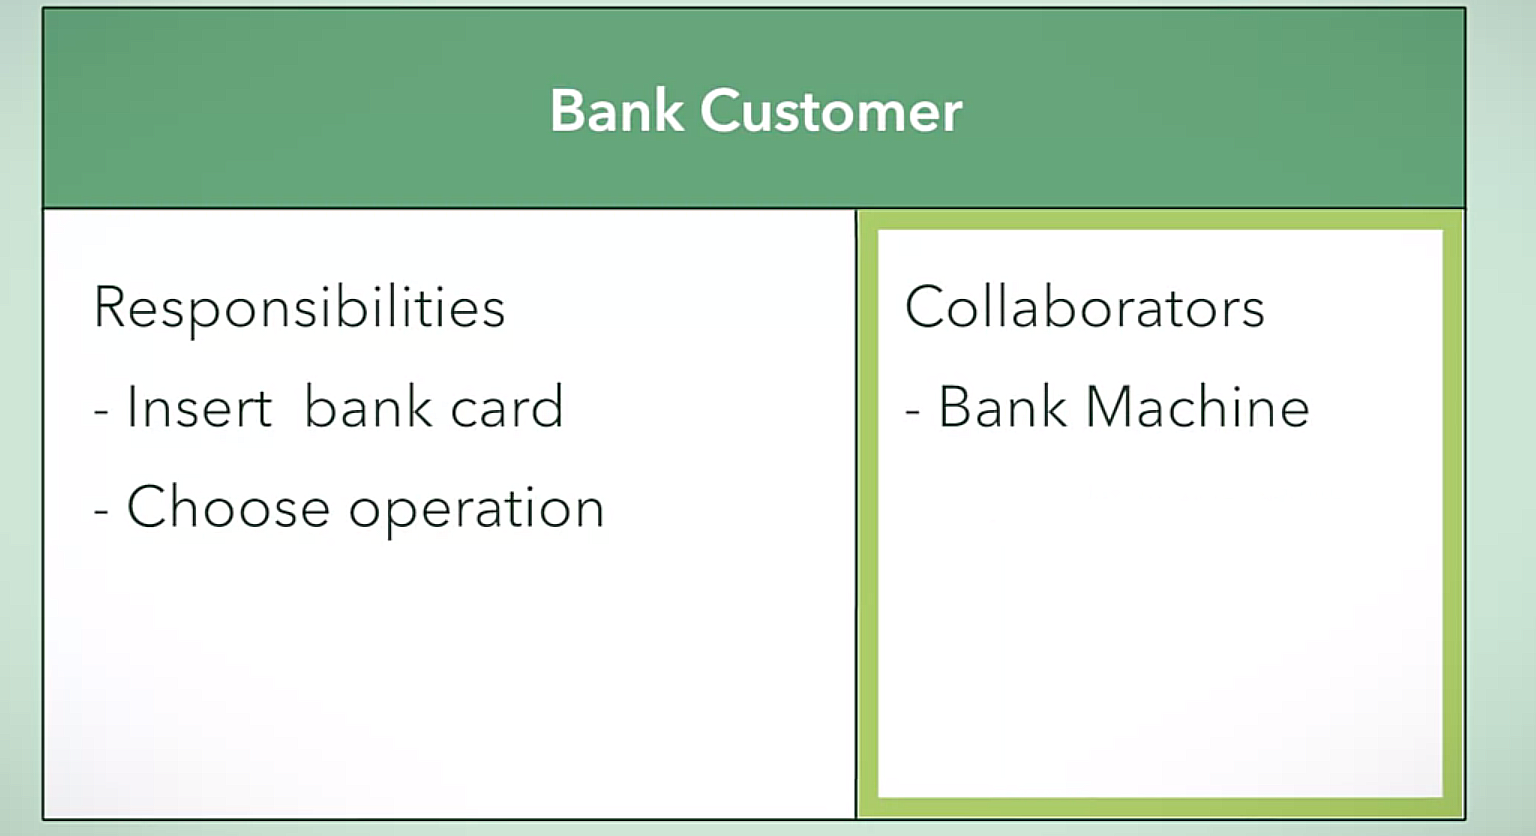 Bank Customer
Responsibilities
- Insert  bank card
- Choose operation
Collaborators
- Bank Machine